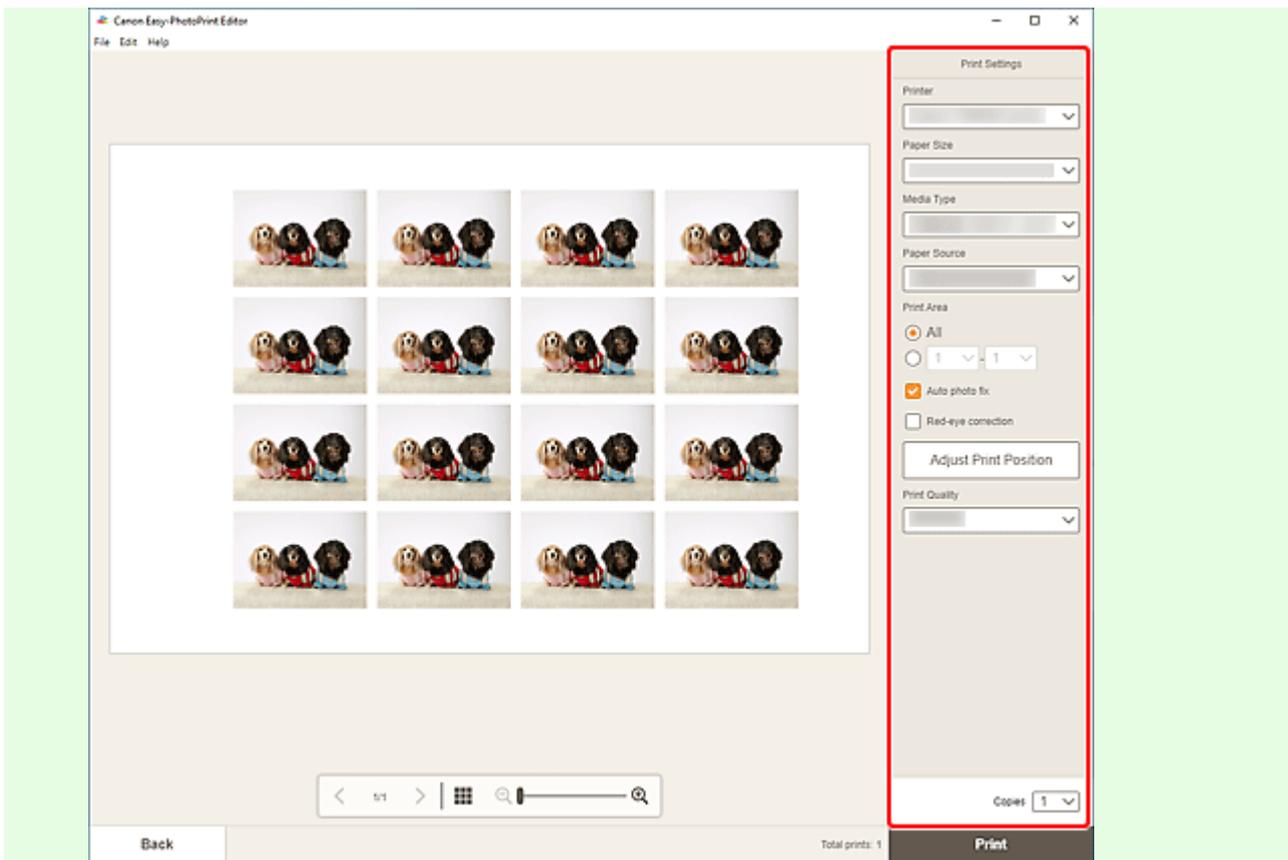 Canon Easy-PhotoPrint Editor
File Edit Help
Print Settings
Printer
Paper Size
Media Type
Paper Source
Print Area
All
1 - 1
Auto photo fix
Red-eye correction
Adjust Print Position
Print Quality
1/1
Copies 1
Back
Total prints: 1
Print